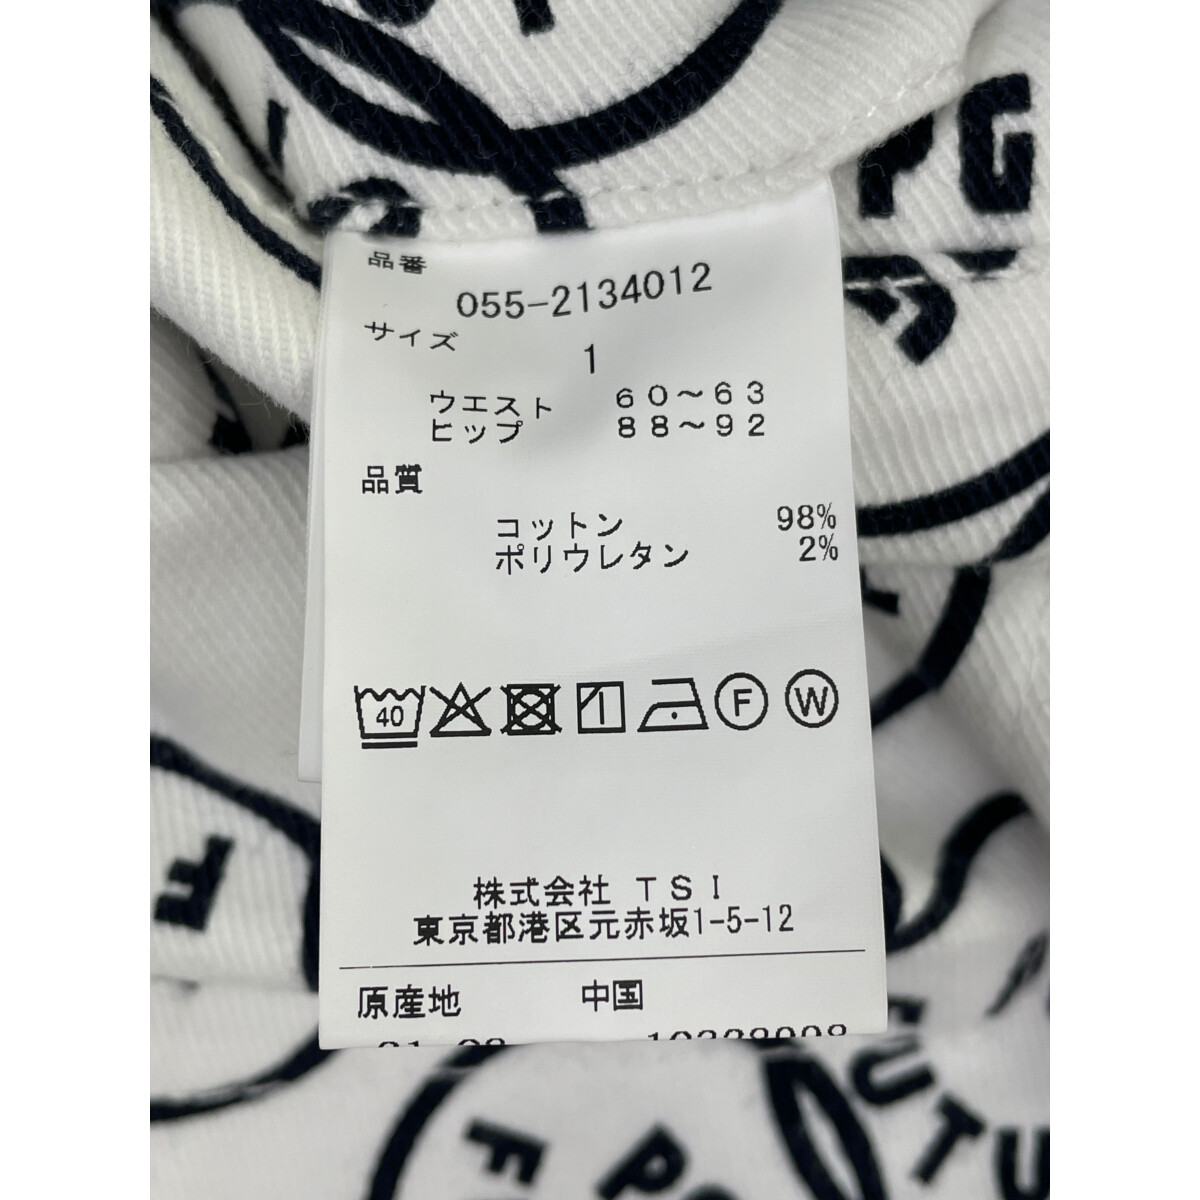 PG
品番
055-2134012
サイズ
1
ウエスト 60～63
ヒップ 88～92
品質
コットン 98%
ポリウレタン 2%
40
F
W
株式会社 TSI
東京都港区元赤坂1-5-12
原産地 中国
F
UTU
F